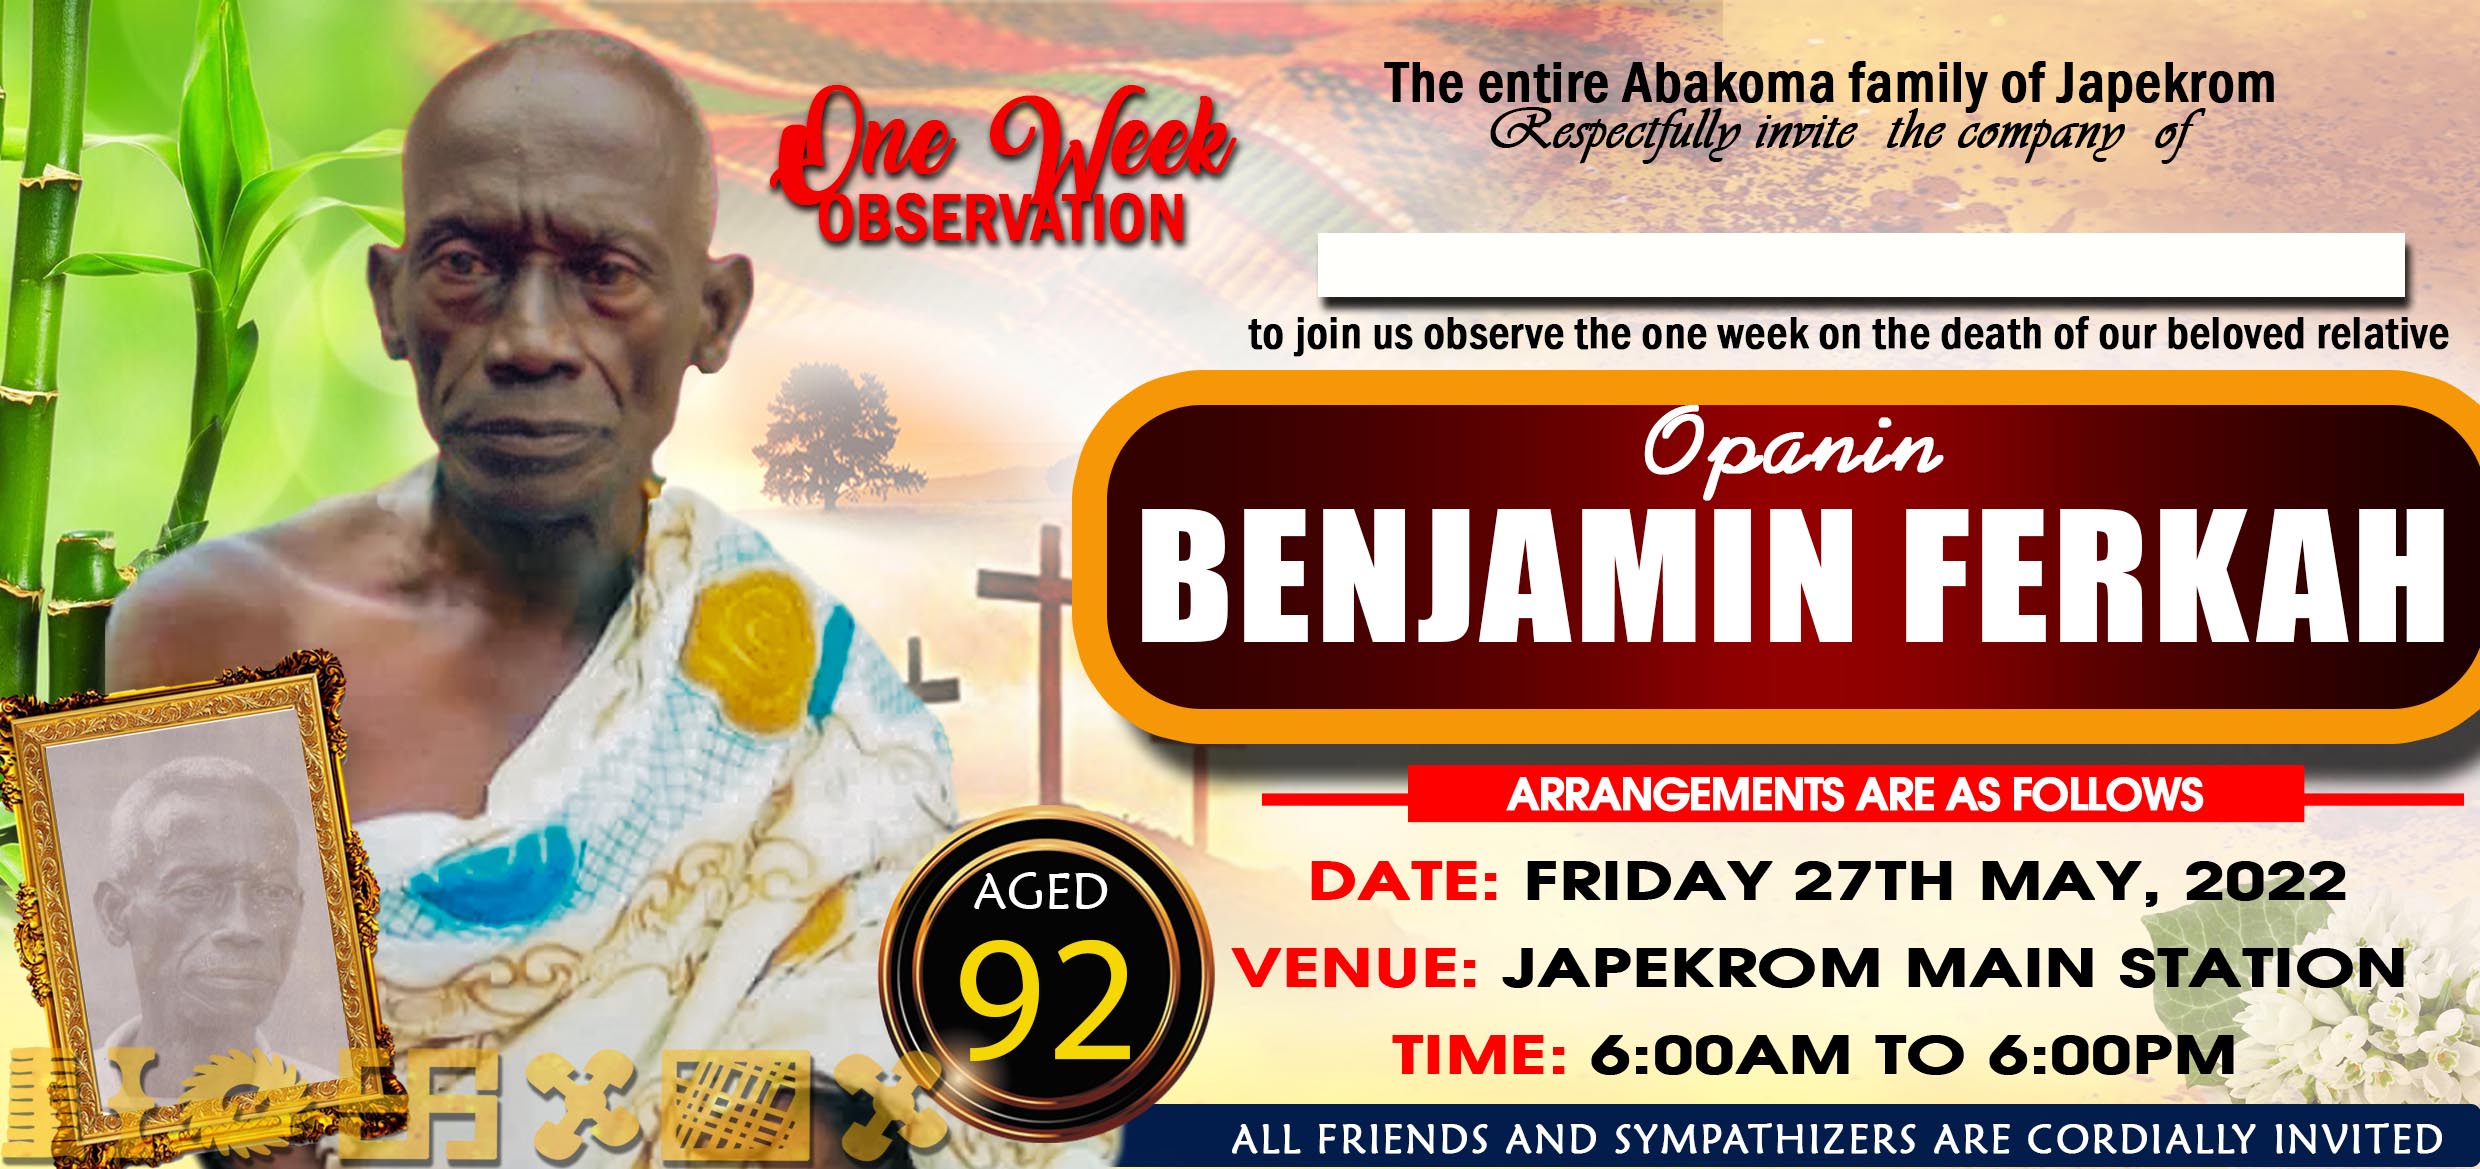 One Week
OBSERVATION
The entire Abakoma family of Japekrom
Respectfully invite the company of
to join us observe the one week on the death of our beloved relative
Opanin
BENJAMIN FERKAH
ARRANGEMENTS ARE AS FOLLOWS
DATE: FRIDAY 27TH MAY, 2022
VENUE: JAPEKROM MAIN STATION
TIME: 6:00AM TO 6:00PM
AGED
92
ALL FRIENDS AND SYMPATHIZERS ARE CORDIALLY INVITED